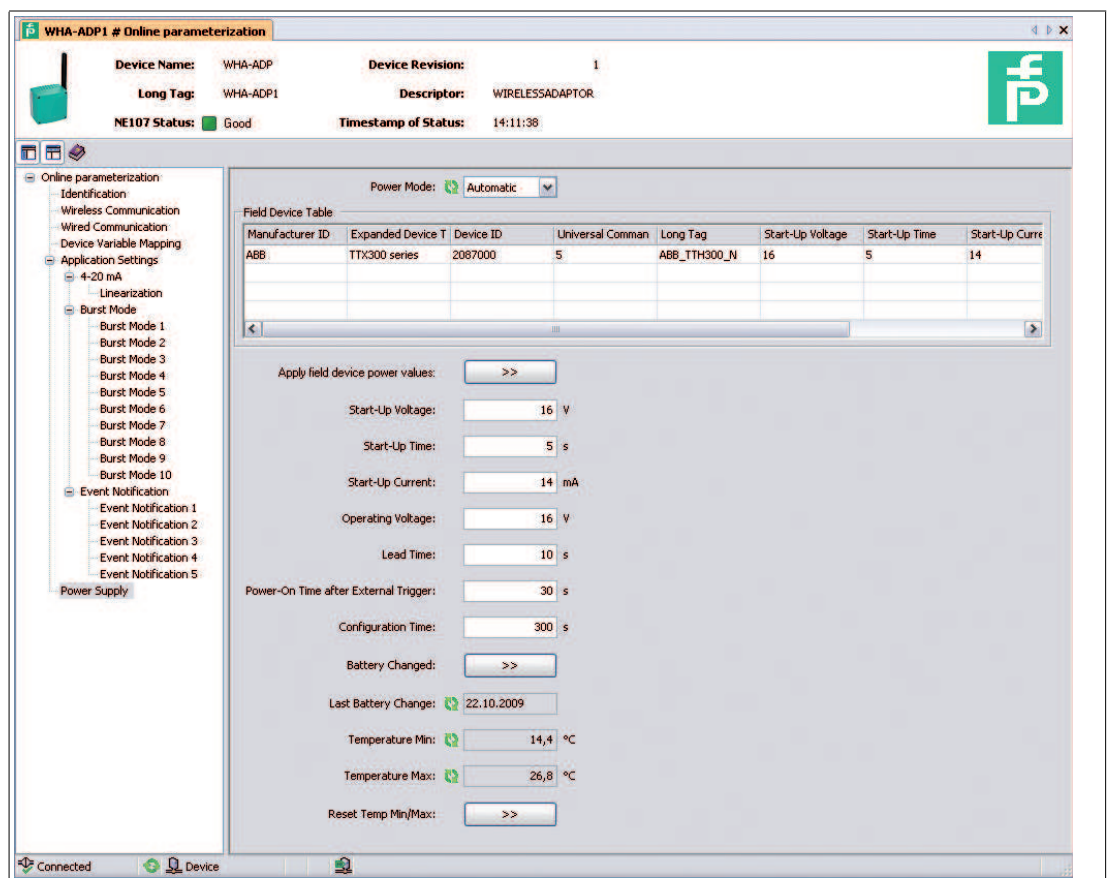 WHA-ADP1 # Online parameterization
Device Name: WHA-ADP Device Revision: 1
Long Tag: WHA-ADP1 Descriptor: WIRELESSADAPTOR
NE107 Status: Good Timestamp of Status: 14:11:38
Online parameterization
Identification
Wireless Communication
Wired Communication
Device Variable Mapping
Application Settings
4-20 mA
Linearization
Burst Mode
Burst Mode 1
Burst Mode 2
Burst Mode 3
Burst Mode 4
Burst Mode 5
Burst Mode 6
Burst Mode 7
Burst Mode 8
Burst Mode 9
Burst Mode 10
Event Notification
Event Notification 1
Event Notification 2
Event Notification 3
Event Notification 4
Event Notification 5
Power Supply
Power Mode: Automatic
Field Device Table
Manufacturer ID Expanded Device T Device ID Universal Comman Long Tag Start-Up Voltage Start-Up Time Start-Up Curre
ABB TTX300 series 2087000 5 ABB_TTH300_N 16 5 14
Apply field device power values: >>
Start-Up Voltage: 16 V
Start-Up Time: 5 s
Start-Up Current: 14 mA
Operating Voltage: 16 V
Lead Time: 10 s
Power-On Time after External Trigger: 30 s
Configuration Time: 300 s
Battery Changed: >>
Last Battery Change: 22.10.2009
Temperature Min: 14,4 °C
Temperature Max: 26,8 °C
Reset Temp Min/Max: >>
Connected Device